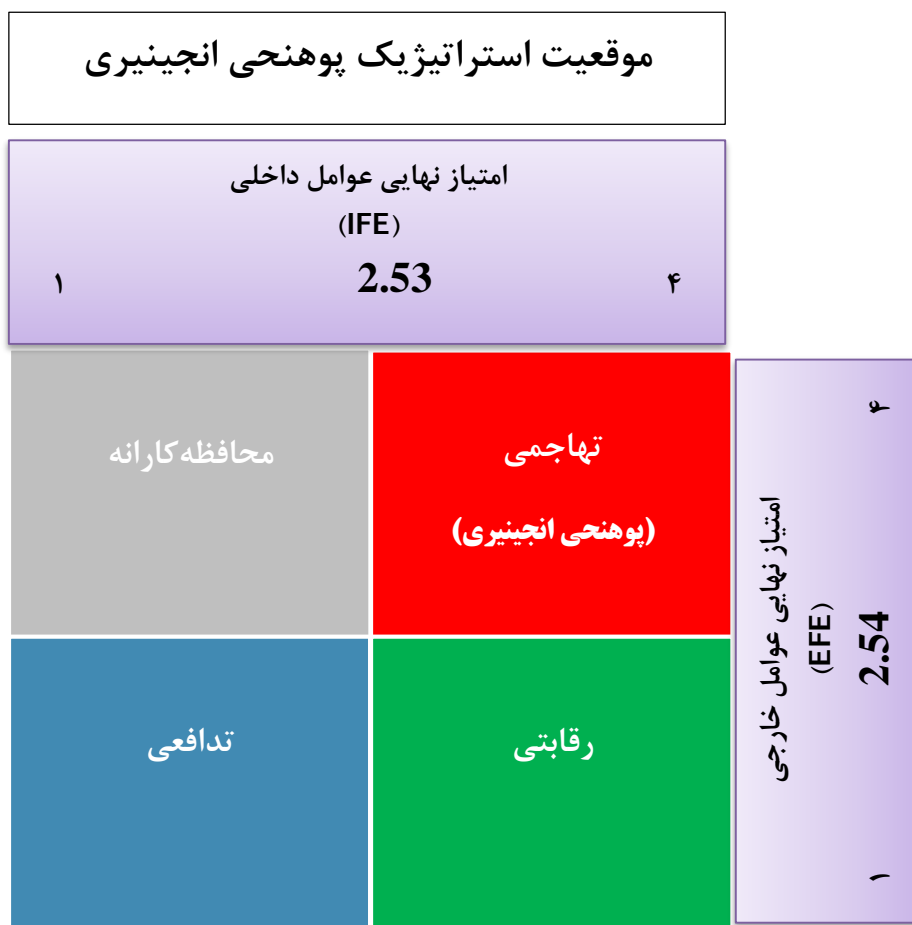 موقعیت استراتیژیک پوهنحی انجینیری
امتیاز نهایی عوامل داخلی
(IFE)
۱ 2.53 ۴
تهاجمی
(پوهنحی انجینیری)
محافظه‌کارانه
رقابتی
تدافعی
امتیاز نهایی عوامل خارجی
(EFE)
۱ 2.54 ۴